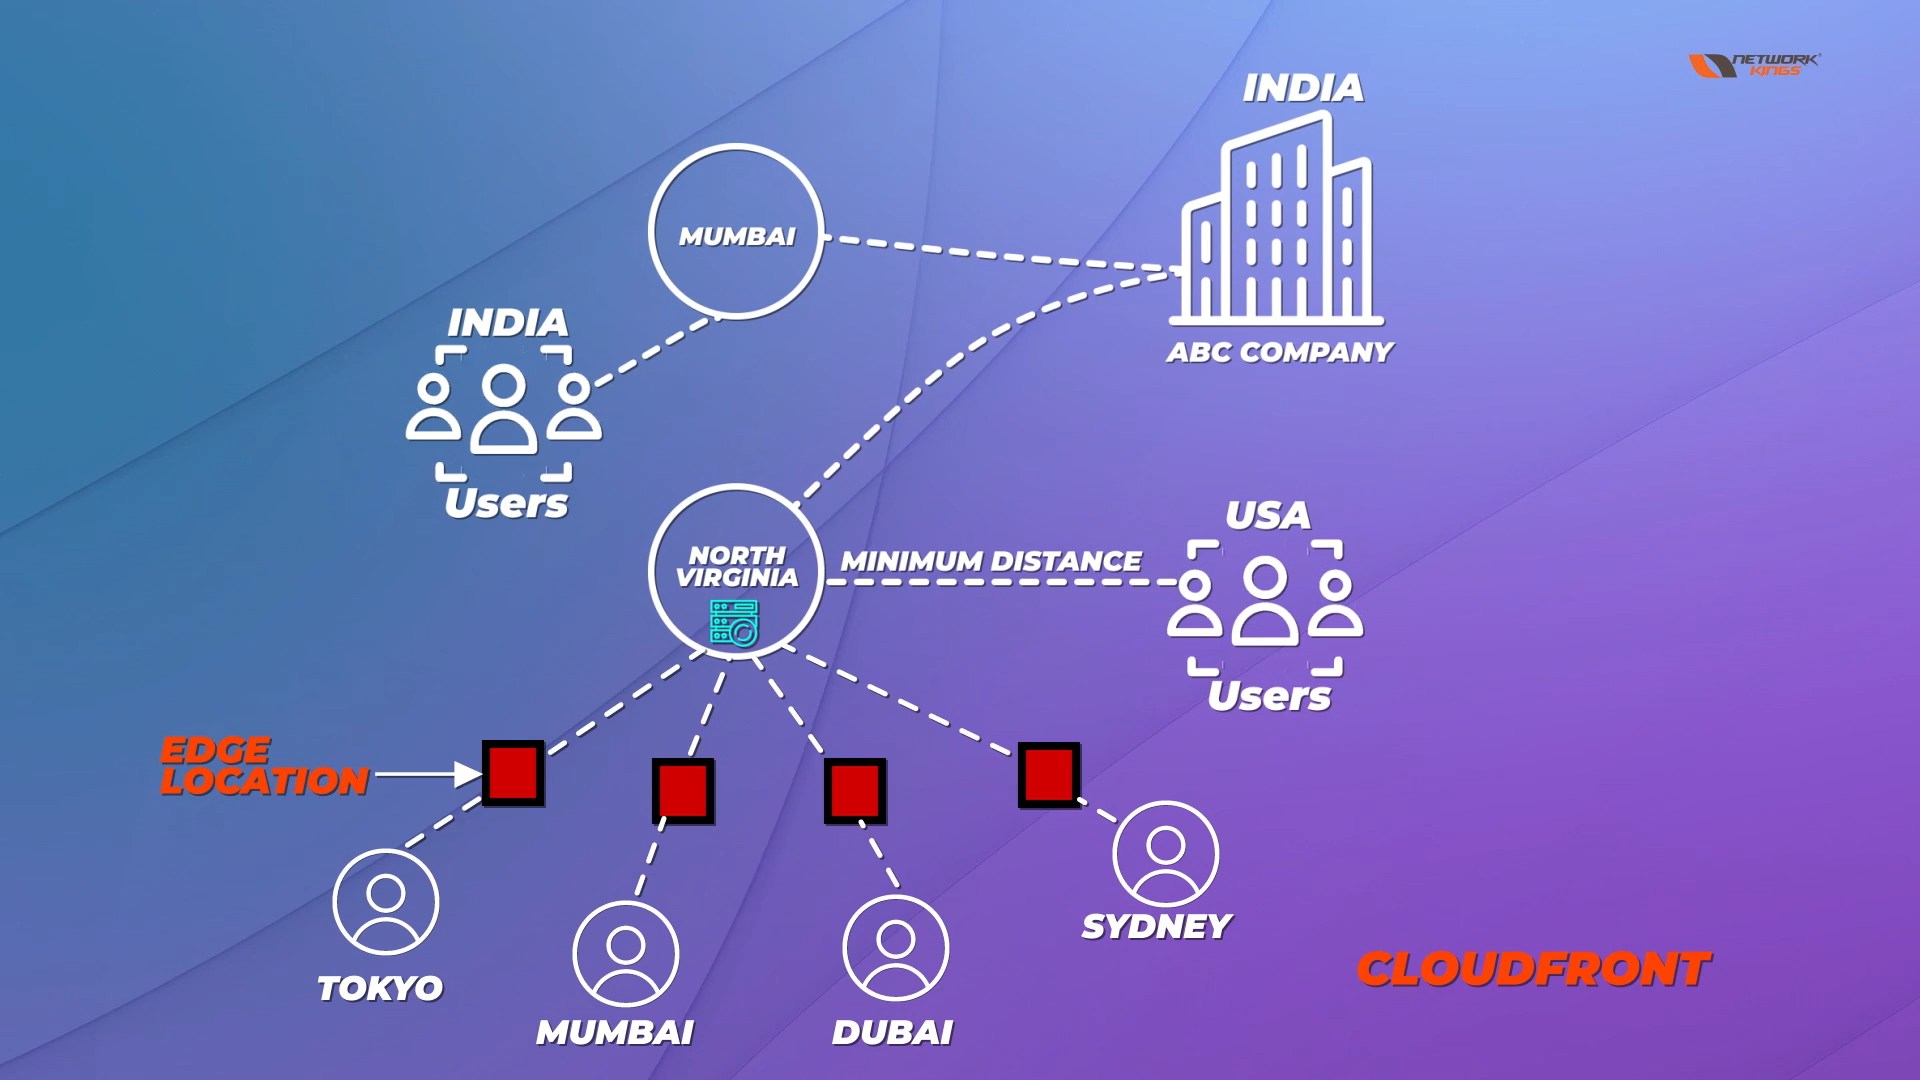 NETWORK
KINGS
INDIA
MUMBAI
ABC COMPANY
INDIA
Users
NORTH
VIRGINIA
MINIMUM DISTANCE
USA
Users
EDGE
LOCATION
TOKYO
MUMBAI
DUBAI
SYDNEY
CLOUDFRONT